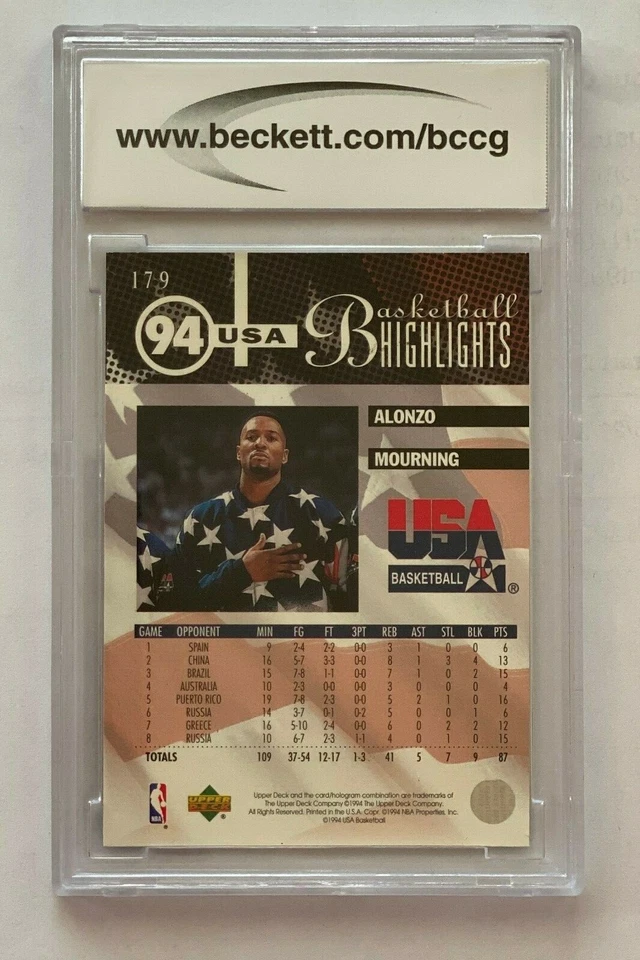 www.beckett.com/bccg
179
94 USA Basketball HIGHLIGHTS
ALONZO
MOURNING
USA
BASKETBALL ®
GAME OPPONENT MIN FG FT 3PT REB AST STL BLK PTS
1 SPAIN 9 2-4 2-2 0-0 3 1 0 0 6
2 CHINA 16 5-7 3-3 0-0 8 1 3 4 13
3 BRAZIL 15 7-8 1-1 0-0 7 1 0 2 15
4 AUSTRALIA 10 2-3 0-0 0-0 3 0 0 0 4
5 PUERTO RICO 19 7-8 2-3 0-0 5 2 1 0 16
6 RUSSIA 14 3-7 0-1 0-2 5 0 0 1 6
7 GREECE 16 5-10 2-4 0-0 6 0 2 2 12
8 RUSSIA 10 6-7 2-3 1-1 4 0 1 0 15
TOTALS 109 37-54 12-17 1-3 41 5 7 9 87
NBA
UPPER DECK ®
Upper Deck and the card/hologram combination are trademarks of
The Upper Deck Company ©1994 The Upper Deck Company.
All Rights Reserved. Printed in the U.S.A. Copr. ©1994 NBA Properties, Inc.
©1994 USA Basketball